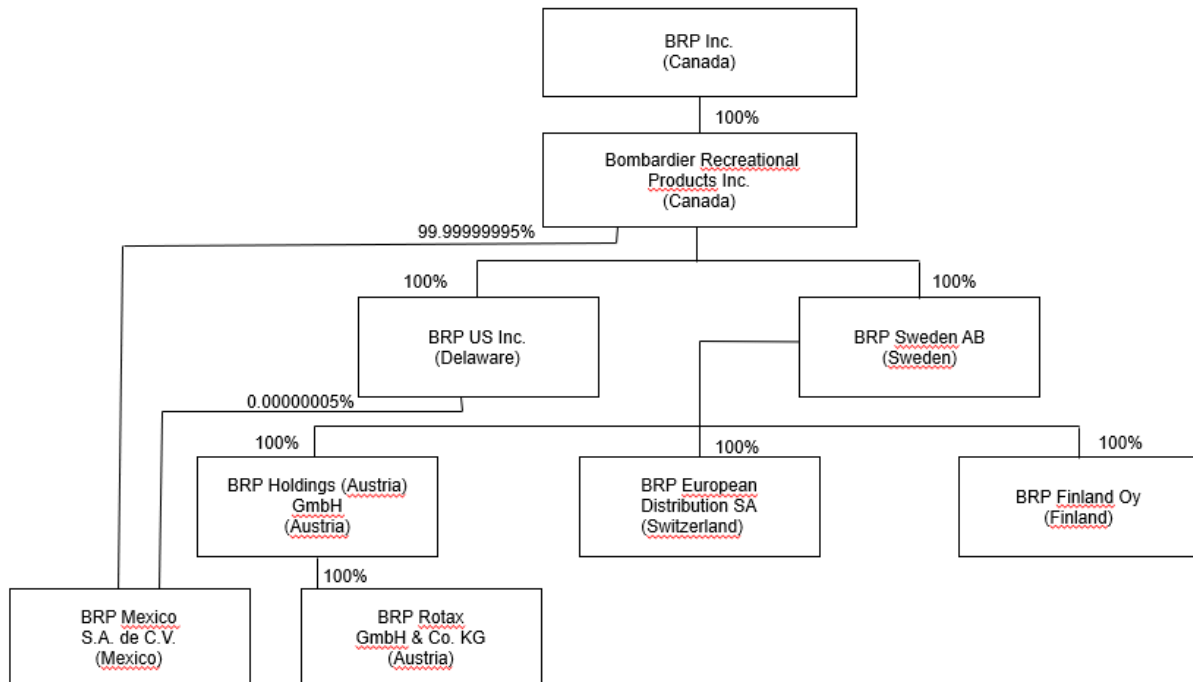 BRP Inc.
(Canada)
100%
Bombardier Recreational
Products Inc.
(Canada)
99.99999995%
100%
100%
BRP US Inc.
(Delaware)
BRP Sweden AB
(Sweden)
0.00000005%
100%
100%
100%
BRP Holdings (Austria)
GmbH
(Austria)
BRP European
Distribution SA
(Switzerland)
BRP Finland Oy
(Finland)
100%
BRP Mexico
S.A. de C.V.
(Mexico)
BRP Rotax
GmbH & Co. KG
(Austria)